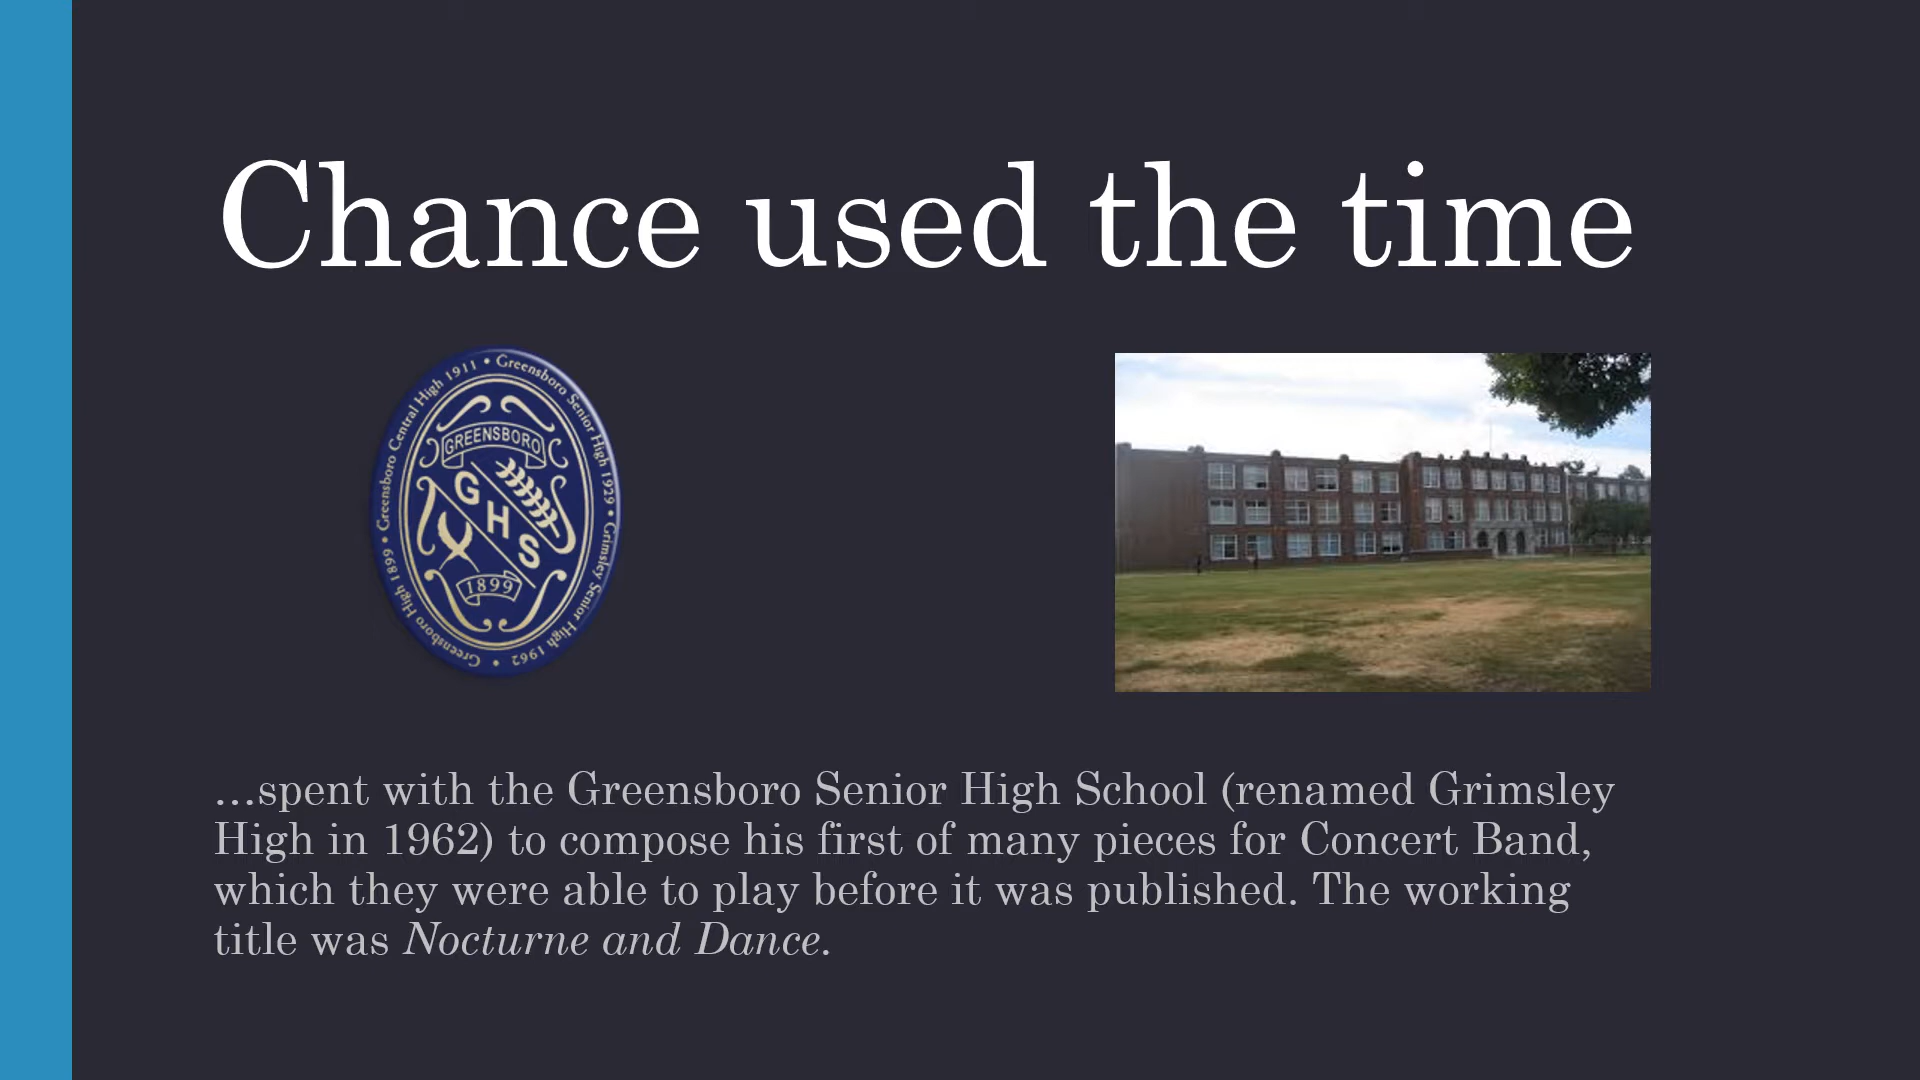 Chance used the time
Greensboro High 1899 • Greensboro Central High 1911 • Greensboro Senior High 1929 • Grimsley Senior High 1962 •
GREENSBORO
G
H
S
1899
…spent with the Greensboro Senior High School (renamed Grimsley
High in 1962) to compose his first of many pieces for Concert Band,
which they were able to play before it was published. The working
title was Nocturne and Dance.